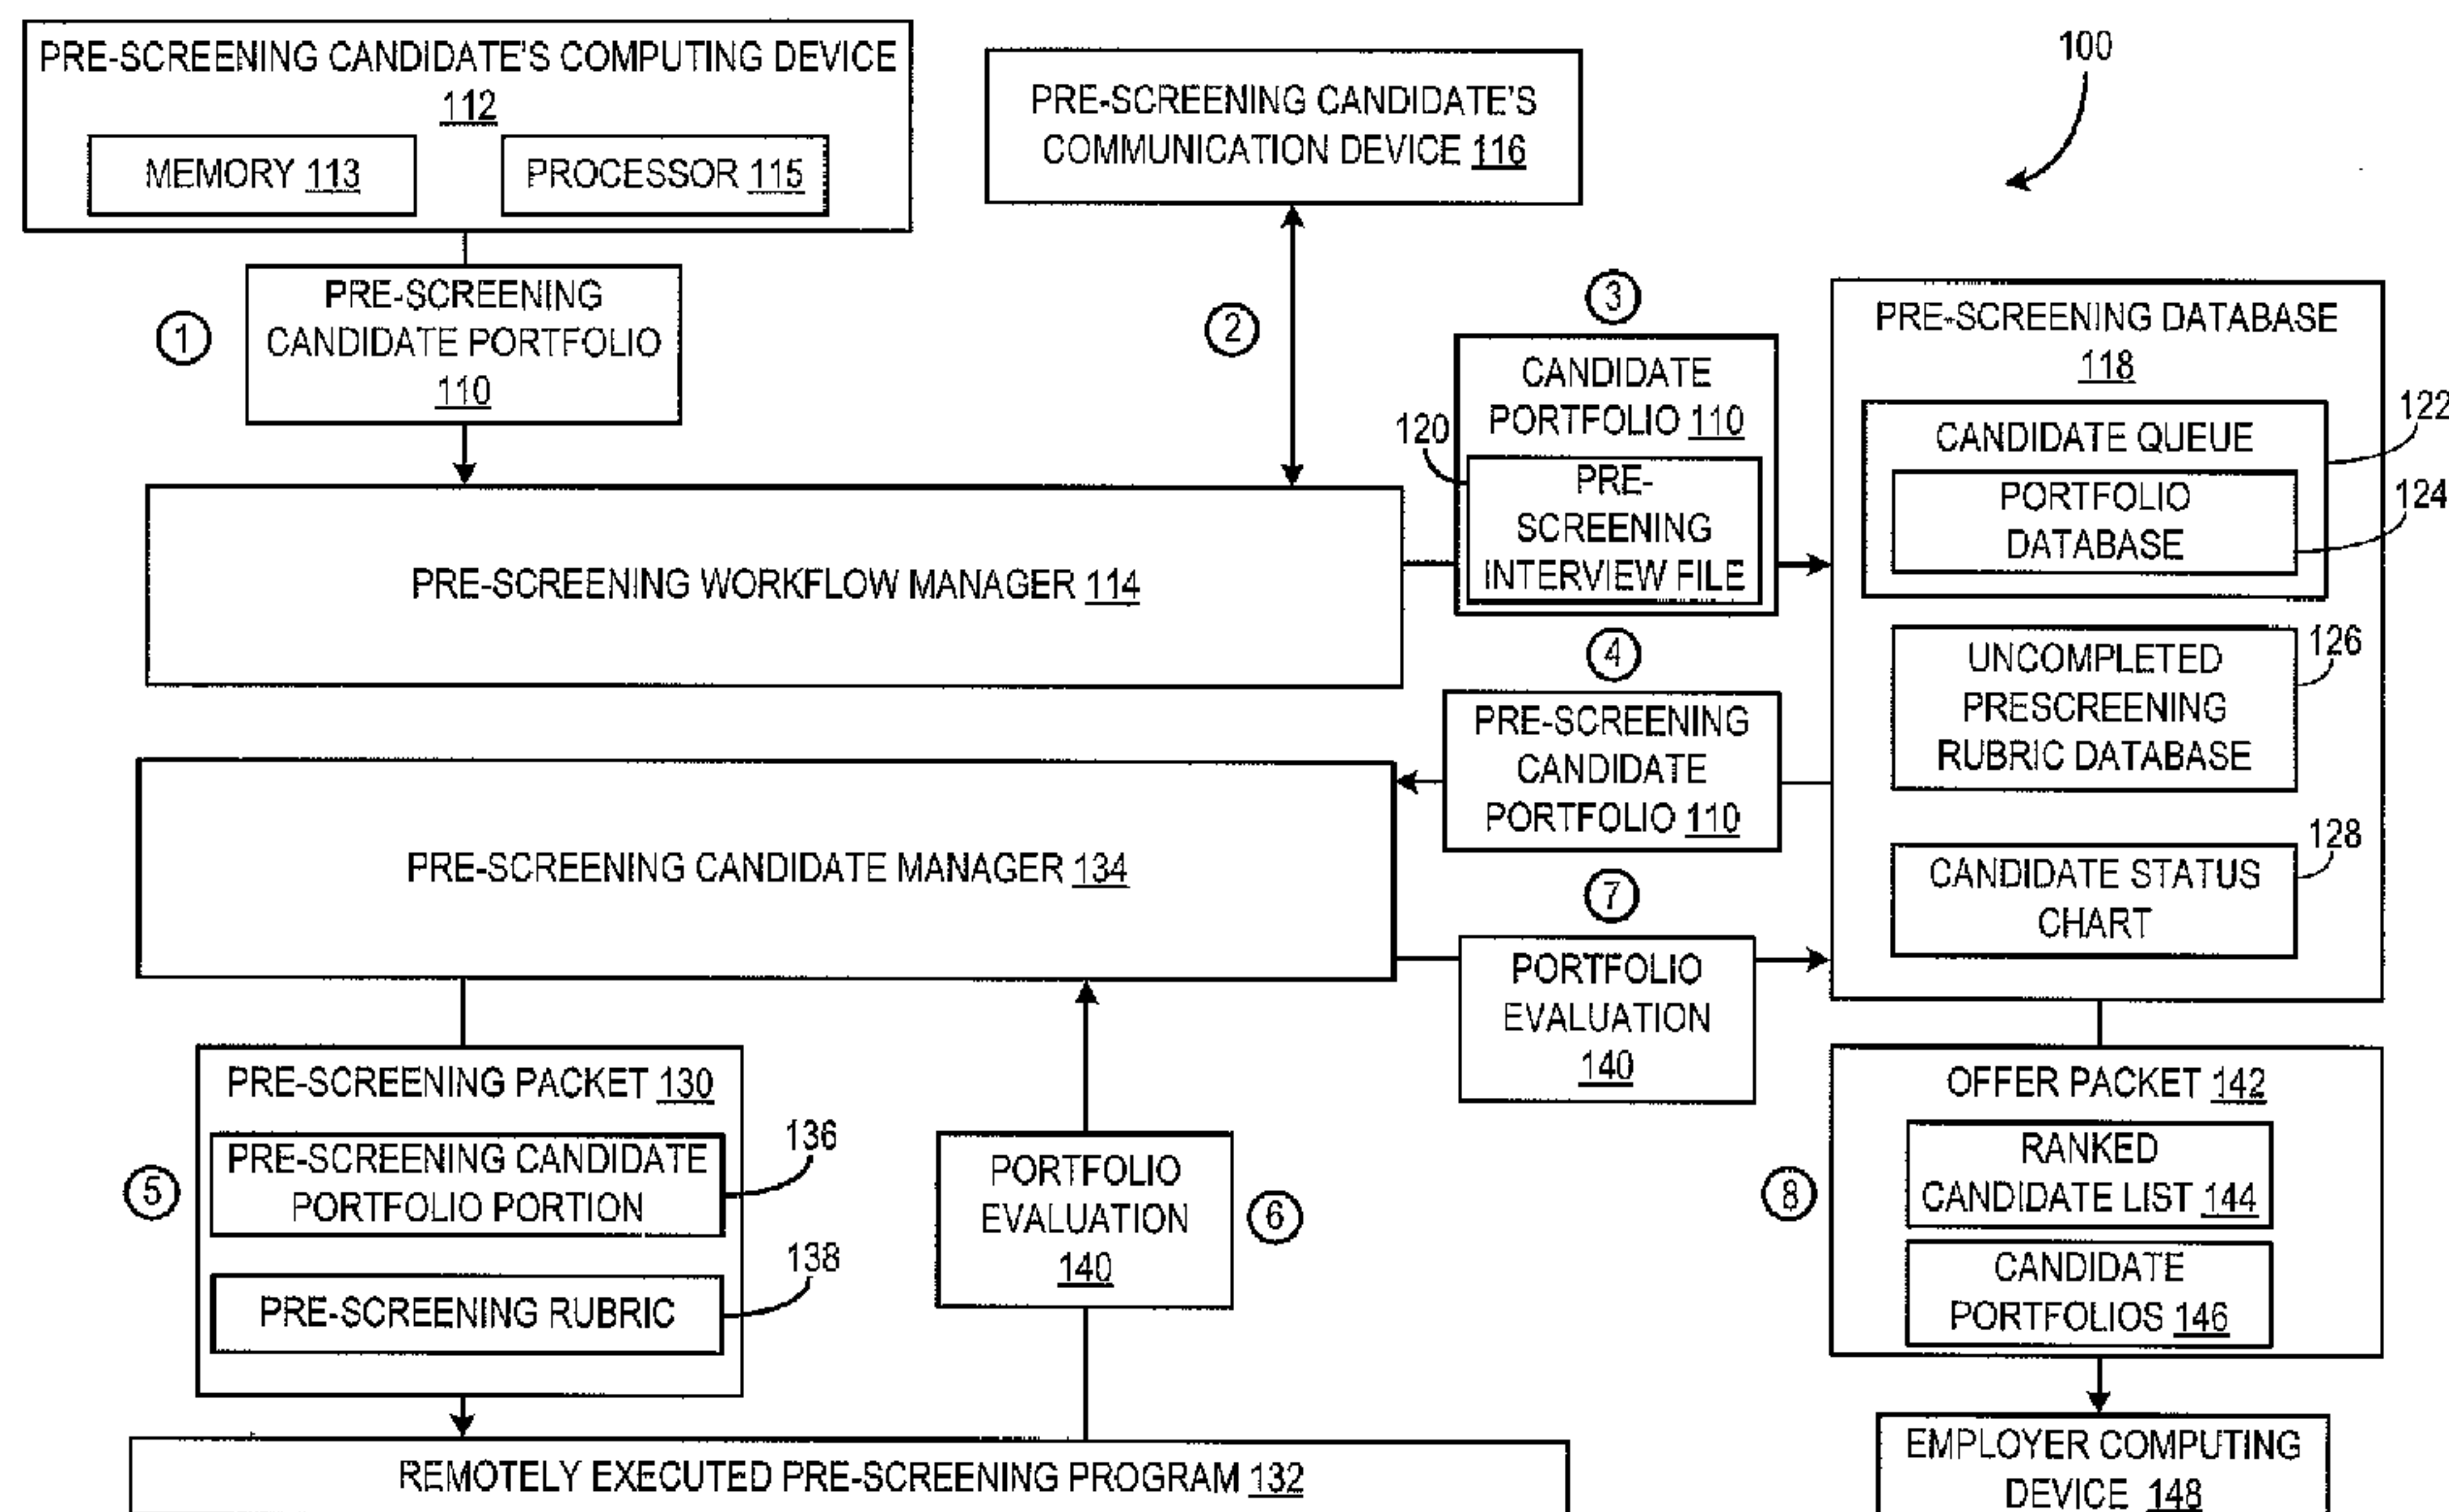 PRE-SCREENING CANDIDATE'S COMPUTING DEVICE
112
MEMORY 113
PROCESSOR 115
PRE-SCREENING CANDIDATE'S
COMMUNICATION DEVICE 116
100
1
PRE-SCREENING
CANDIDATE PORTFOLIO
110
2
3
CANDIDATE
PORTFOLIO 110
120
PRE-
SCREENING
INTERVIEW FILE
PRE-SCREENING DATABASE
118
CANDIDATE QUEUE
122
PORTFOLIO
DATABASE
124
UNCOMPLETED
PRESCREENING
RUBRIC DATABASE
126
CANDIDATE STATUS
CHART
128
PRE-SCREENING WORKFLOW MANAGER 114
4
PRE-SCREENING
CANDIDATE
PORTFOLIO 110
PRE-SCREENING CANDIDATE MANAGER 134
7
PORTFOLIO
EVALUATION
140
5
PRE-SCREENING PACKET 130
PRE-SCREENING CANDIDATE
PORTFOLIO PORTION
136
PRE-SCREENING RUBRIC
138
PORTFOLIO
EVALUATION
140
6
8
OFFER PACKET 142
RANKED
CANDIDATE LIST 144
CANDIDATE
PORTFOLIOS 146
REMOTELY EXECUTED PRE-SCREENING PROGRAM 132
EMPLOYER COMPUTING
DEVICE 148